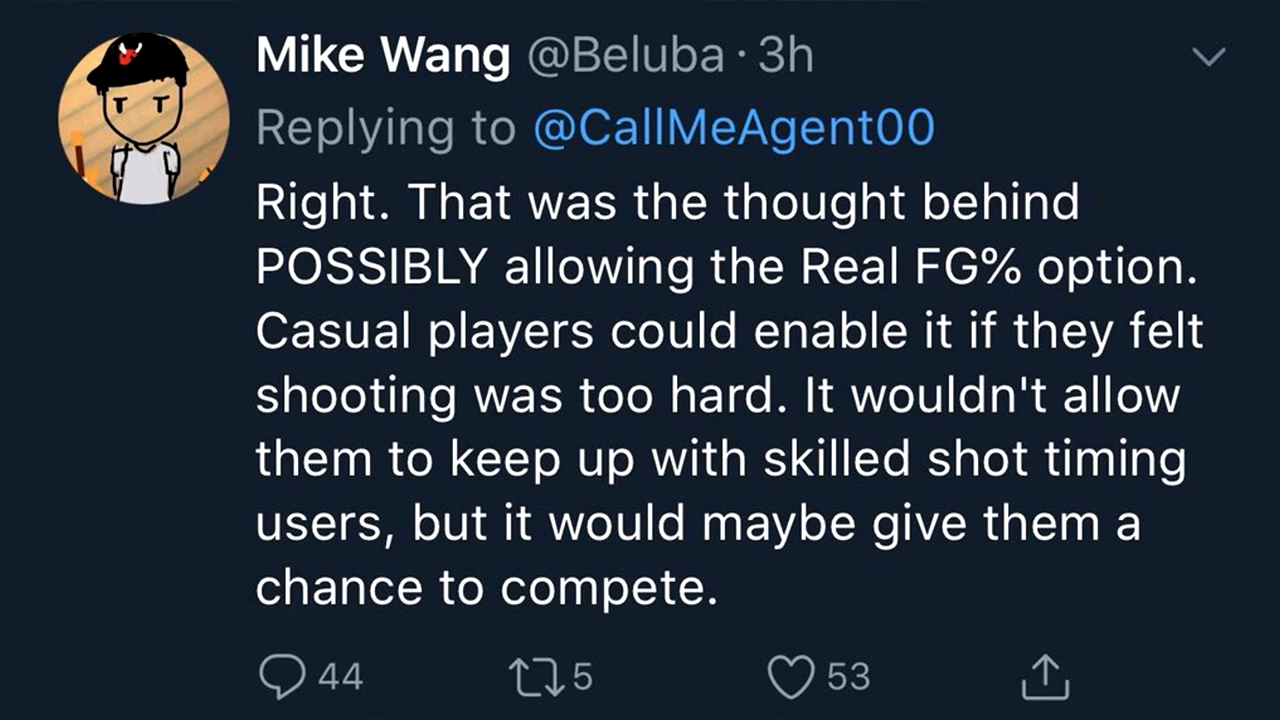 Mike Wang @Beluba · 3h
Replying to @CallMeAgent00
Right. That was the thought behind
POSSIBLY allowing the Real FG% option.
Casual players could enable it if they felt
shooting was too hard. It wouldn't allow
them to keep up with skilled shot timing
users, but it would maybe give them a
chance to compete.
44 5 53